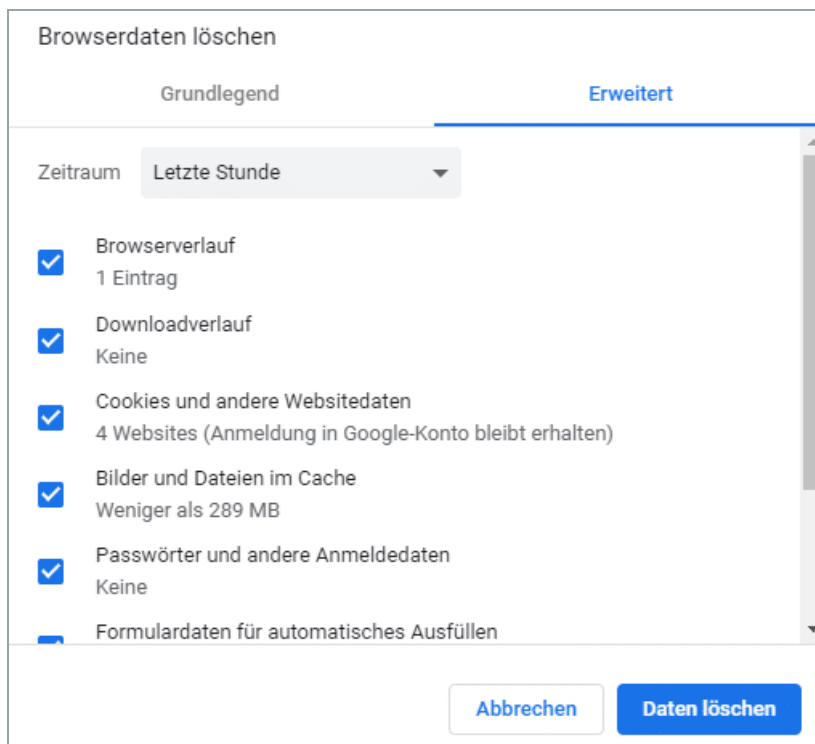 Browserdaten löschen
Grundlegend Erweitert
Zeitraum Letzte Stunde
Browserverlauf
1 Eintrag
Downloadverlauf
Keine
Cookies und andere Websitedaten
4 Websites (Anmeldung in Google-Konto bleibt erhalten)
Bilder und Dateien im Cache
Weniger als 289 MB
Passwörter und andere Anmeldedaten
Keine
Formulardaten für automatisches Ausfüllen
Abbrechen Daten löschen